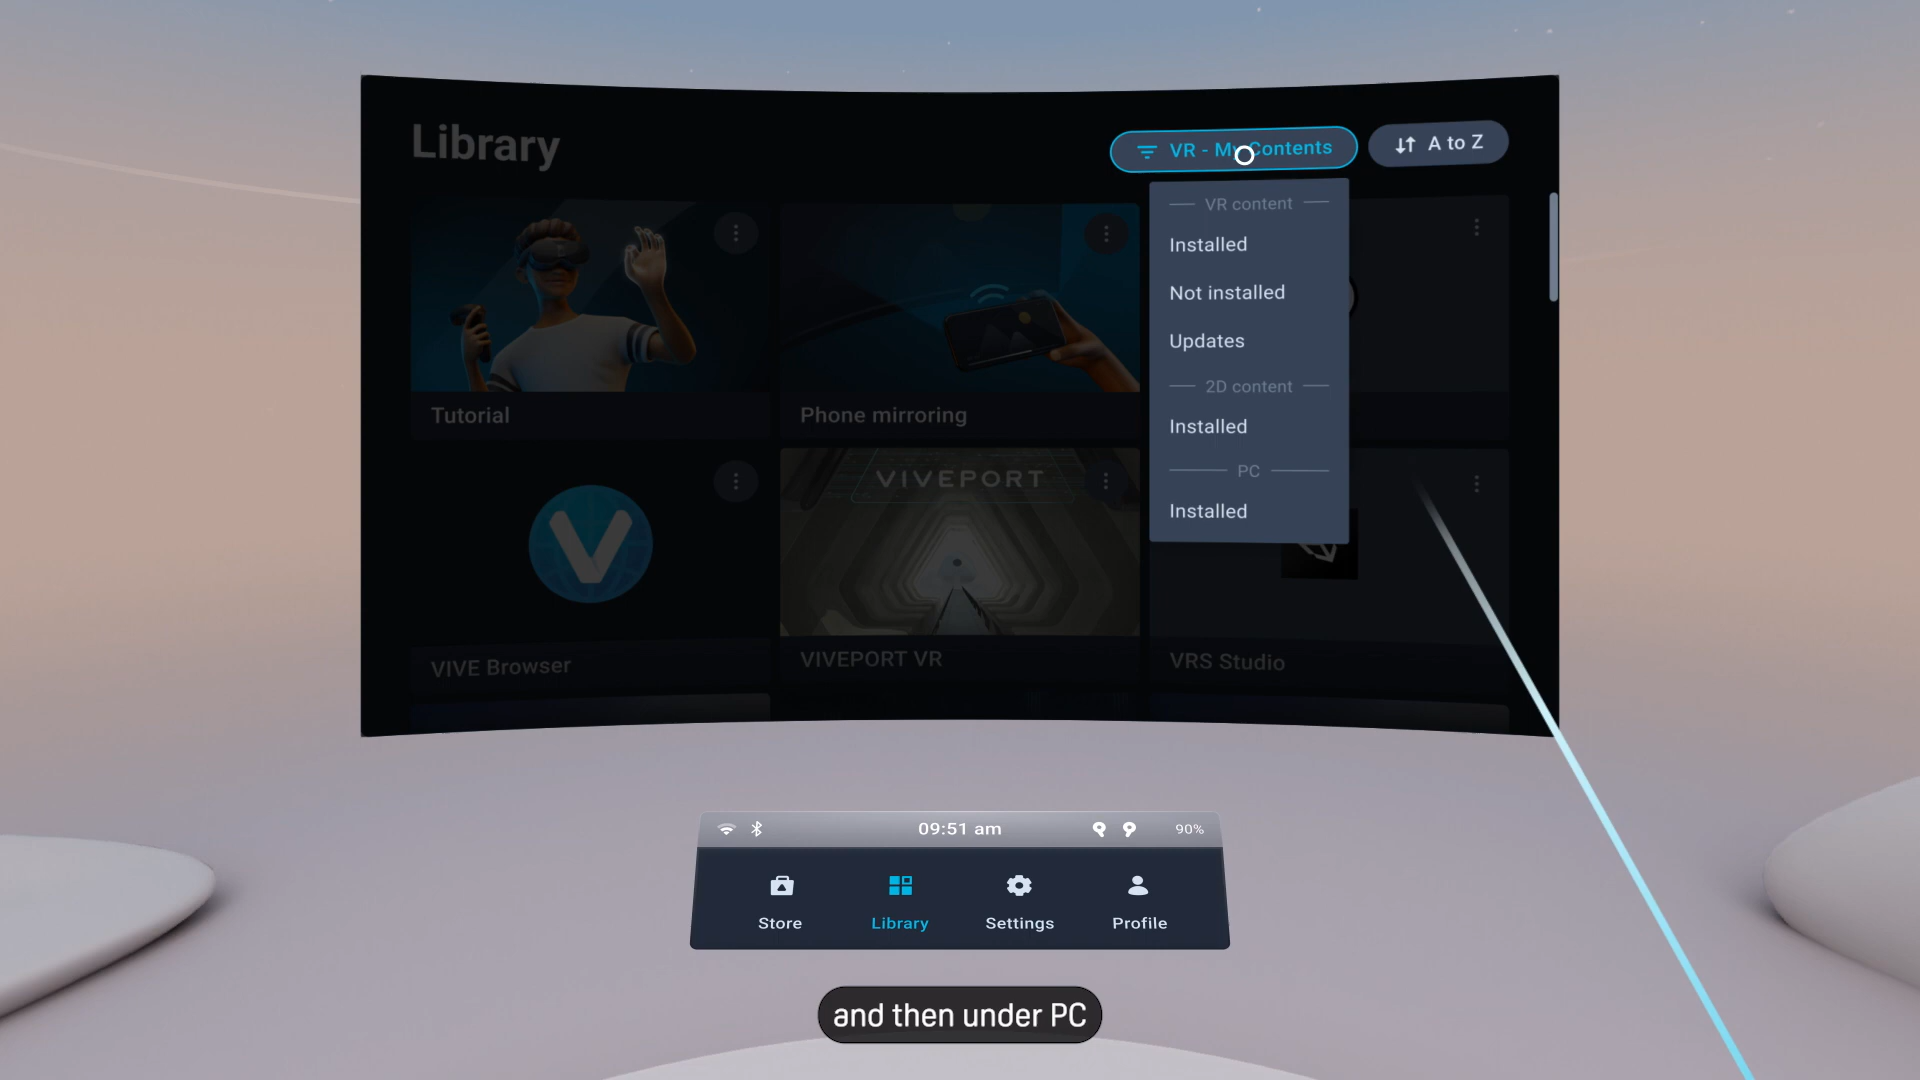 Library
VR - My Contents
A to Z
VR content
Installed
Not installed
Updates
2D content
Installed
PC
Installed
Tutorial
Phone mirroring
VIVEPORT
VIVE Browser
VIVEPORT VR
VRS Studio
09:51 am
90%
Store
Library
Settings
Profile
and then under PC